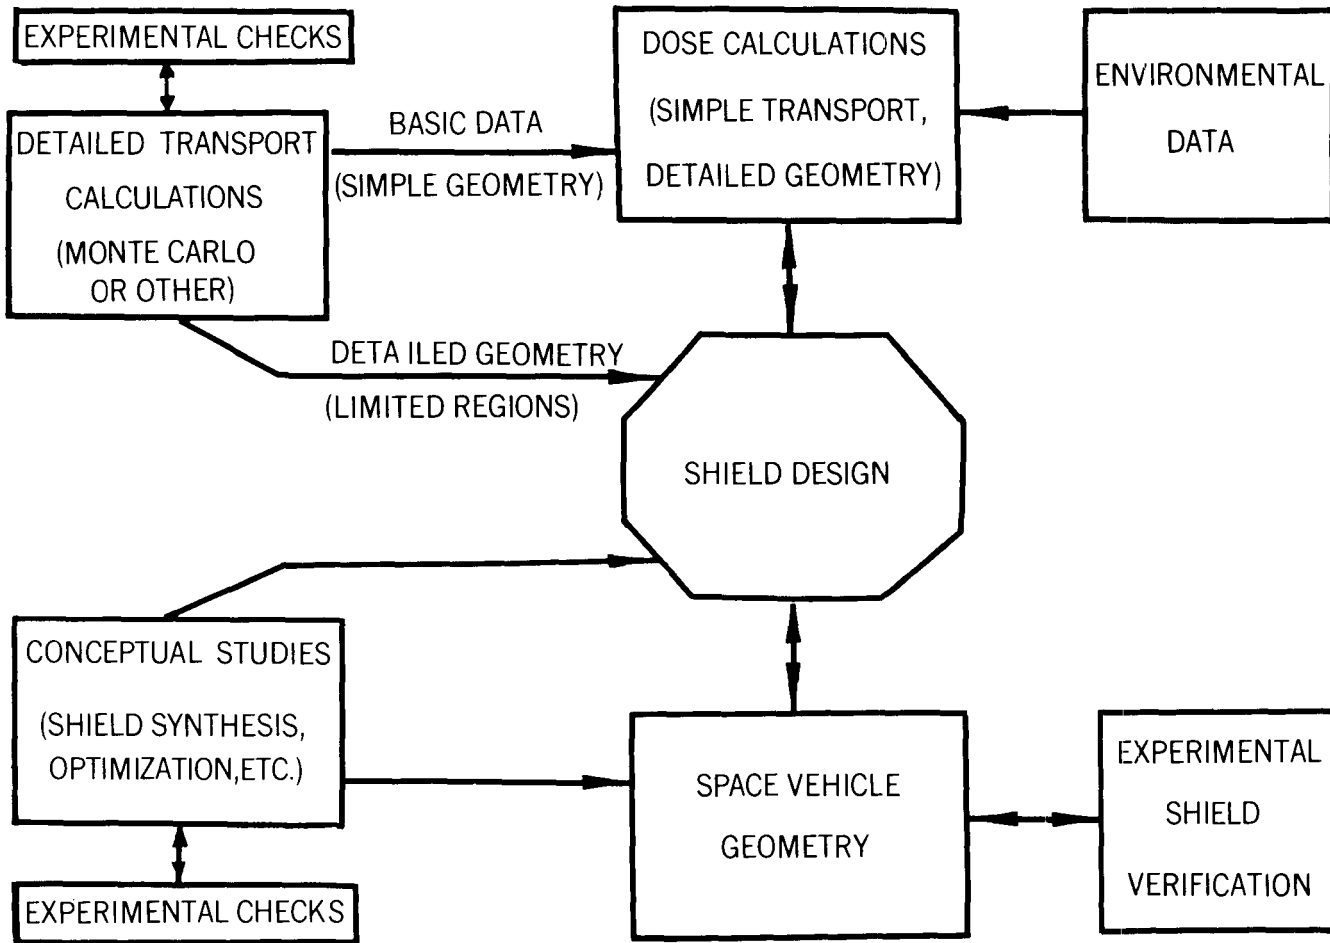 EXPERIMENTAL CHECKS
DETAILED TRANSPORT
CALCULATIONS
(MONTE CARLO
OR OTHER)
BASIC DATA
(SIMPLE GEOMETRY)
DOSE CALCULATIONS
(SIMPLE TRANSPORT,
DETAILED GEOMETRY)
ENVIRONMENTAL
DATA
DETAILED GEOMETRY
(LIMITED REGIONS)
SHIELD DESIGN
CONCEPTUAL STUDIES
(SHIELD SYNTHESIS,
OPTIMIZATION,ETC.)
EXPERIMENTAL CHECKS
SPACE VEHICLE
GEOMETRY
EXPERIMENTAL
SHIELD
VERIFICATION